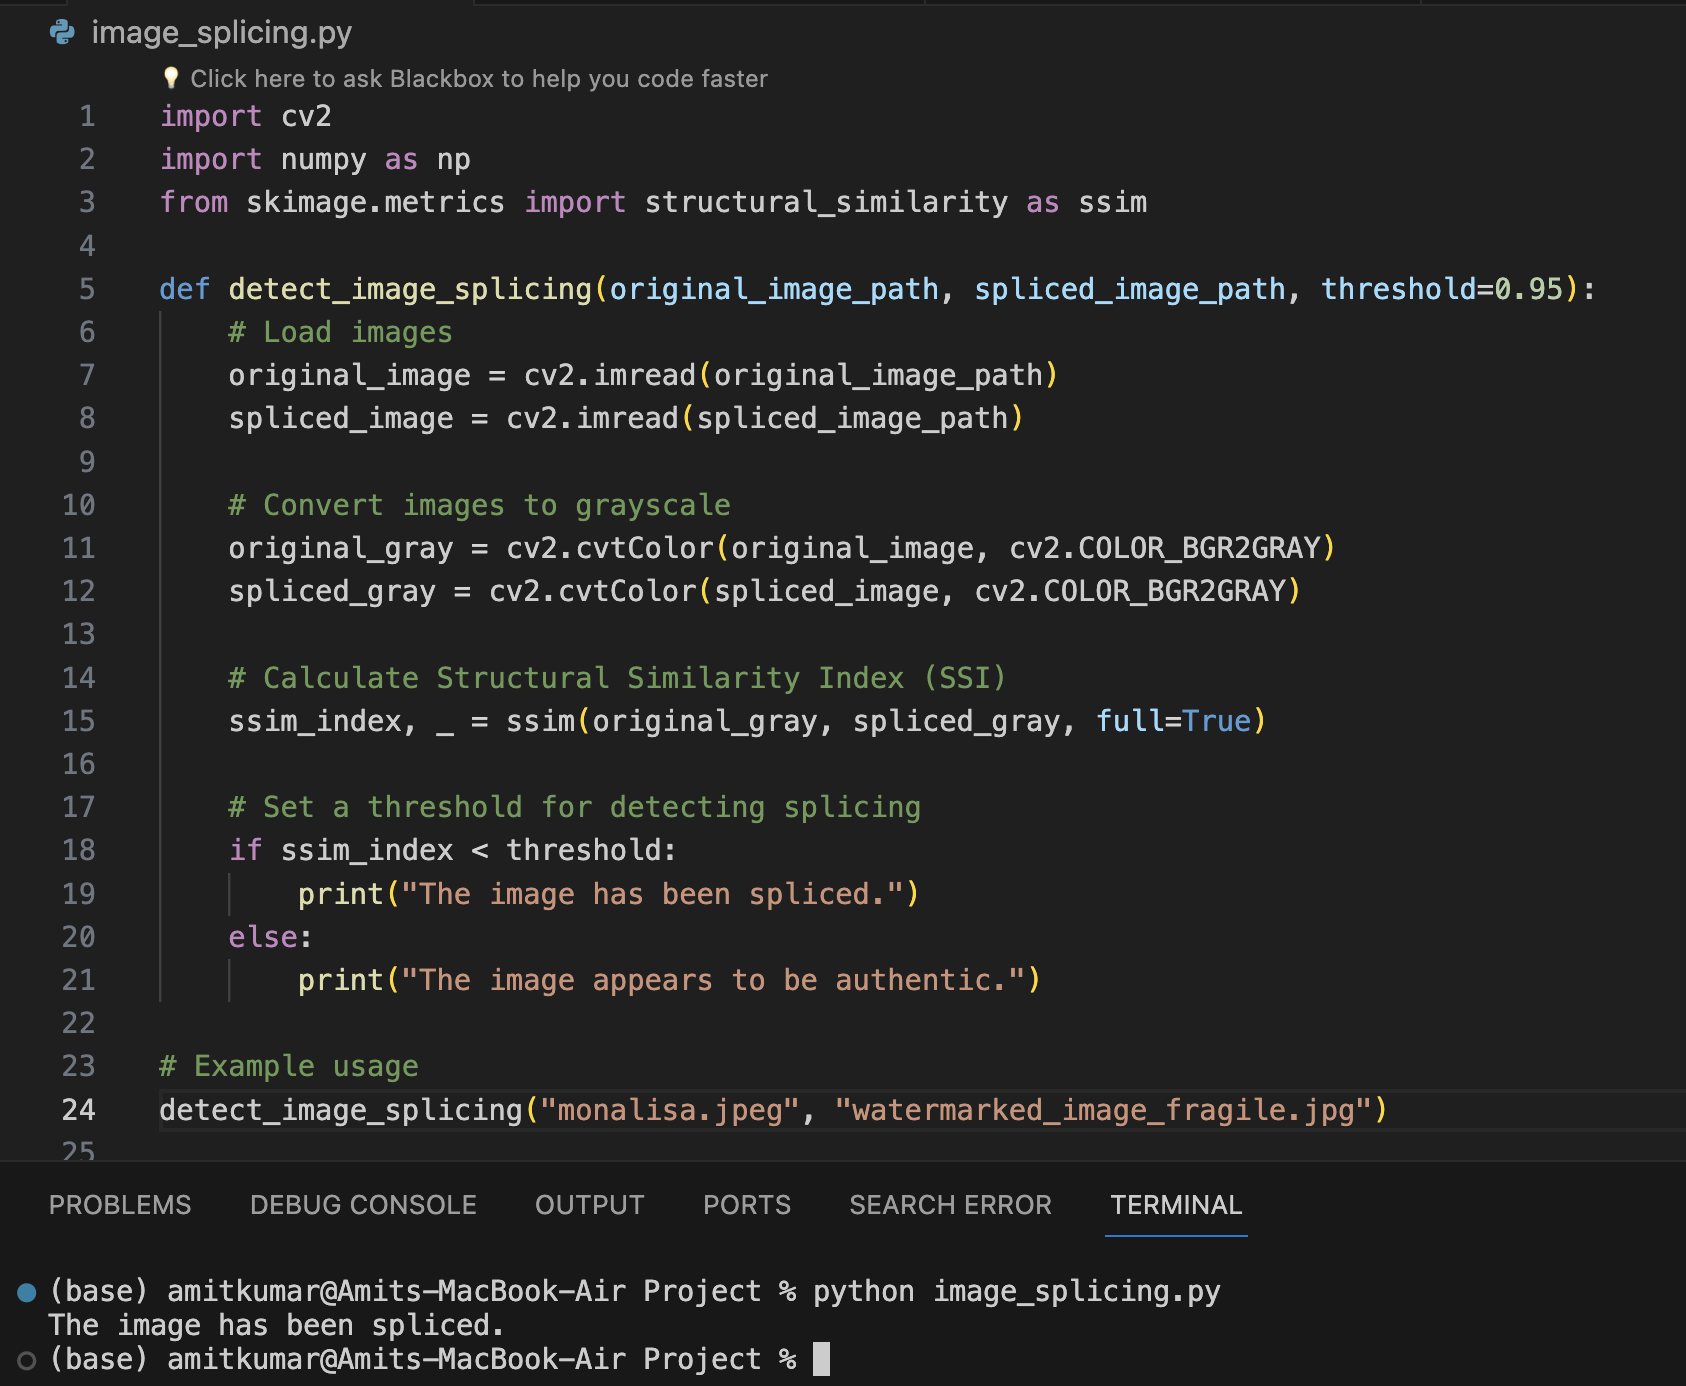 image_splicing.py
Click here to ask Blackbox to help you code faster
1 import cv2
2 import numpy as np
3 from skimage.metrics import structural_similarity as ssim
4
5 def detect_image_splicing(original_image_path, spliced_image_path, threshold=0.95):
6     # Load images
7     original_image = cv2.imread(original_image_path)
8     spliced_image = cv2.imread(spliced_image_path)
9
10     # Convert images to grayscale
11     original_gray = cv2.cvtColor(original_image, cv2.COLOR_BGR2GRAY)
12     spliced_gray = cv2.cvtColor(spliced_image, cv2.COLOR_BGR2GRAY)
13
14     # Calculate Structural Similarity Index (SSI)
15     ssim_index, _ = ssim(original_gray, spliced_gray, full=True)
16
17     # Set a threshold for detecting splicing
18     if ssim_index < threshold:
19         print("The image has been spliced.")
20     else:
21         print("The image appears to be authentic.")
22
23 # Example usage
24 detect_image_splicing("monalisa.jpeg", "watermarked_image_fragile.jpg")
25
PROBLEMS DEBUG CONSOLE OUTPUT PORTS SEARCH ERROR TERMINAL
(base) amitkumar@Amits-MacBook-Air Project % python image_splicing.py
The image has been spliced.
(base) amitkumar@Amits-MacBook-Air Project %